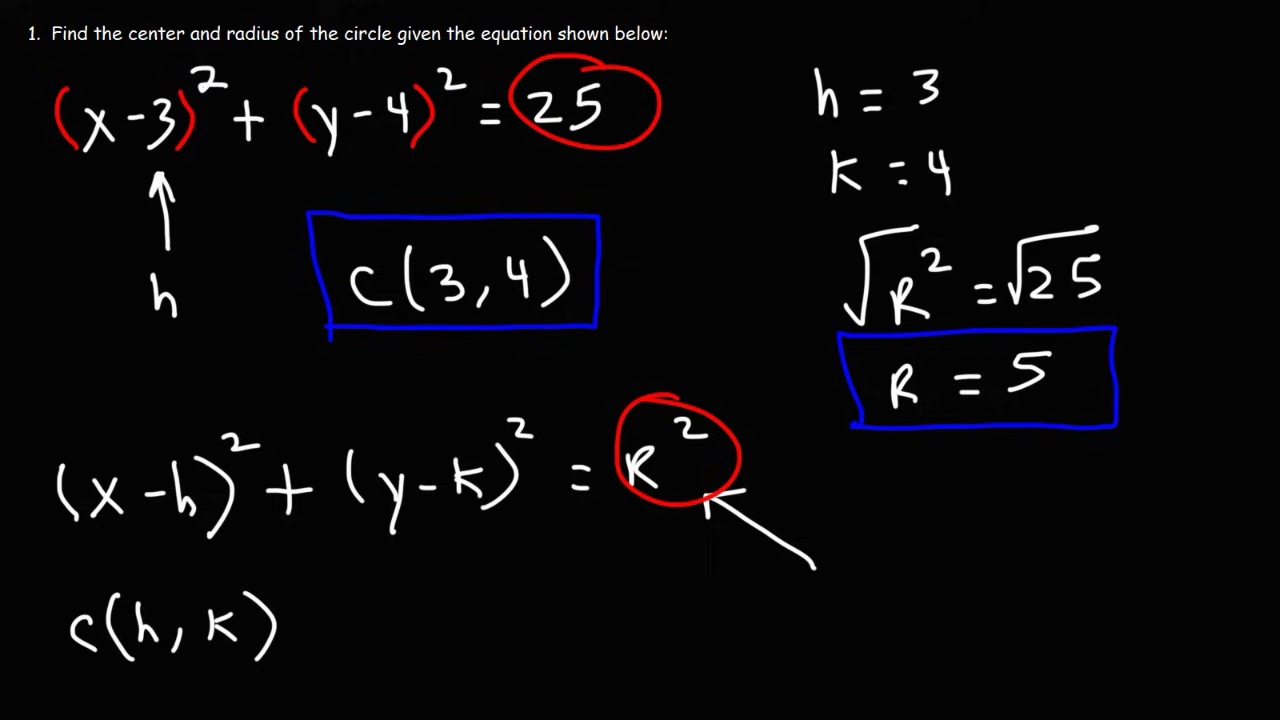 1. Find the center and radius of the circle given the equation shown below:
(x-3)² + (y-4)² = 25
h
C(3,4)
h = 3
k = 4
√R² = √25
R = 5
(x-h)² + (y-k)² = R²
C(h,k)